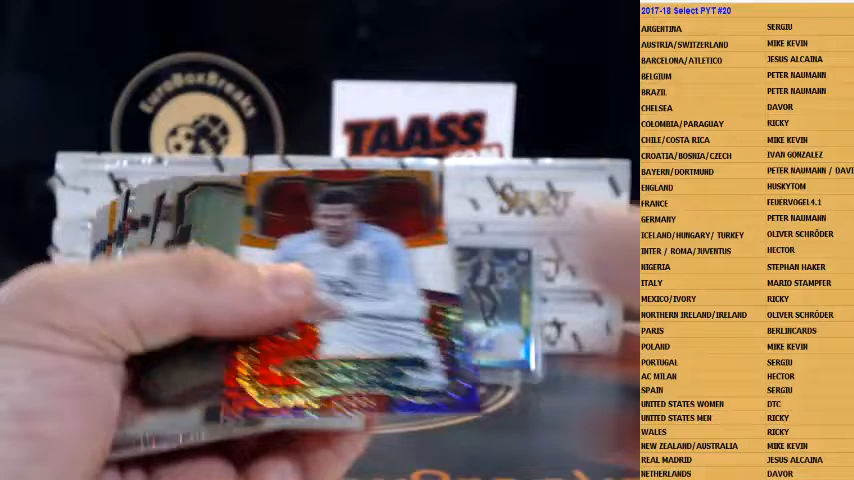 EuroBoxBreaks
TAASS
SELECT
2017-18 Select PYT #20
ARGENTINA SERGIU
AUSTRIA/SWITZERLAND MIKE KEVIN
BARCELONA/ATLETICO JESUS ALCAINA
BELGIUM PETER NAUMANN
BRAZIL PETER NAUMANN
CHELSEA DAVOR
COLOMBIA/PARAGUAY RICKY
CHILE/COSTA RICA MIKE KEVIN
CROATIA/BOSNIA/CZECH IVAN GONZALEZ
BAYERN/DORTMUND PETER NAUMANN / DAVI
ENGLAND HUSKYTOM
FRANCE FEUERVOGEL4.1
GERMANY PETER NAUMANN
ICELAND/HUNGARY/ TURKEY OLIVER SCHRÖDER
INTER / ROMA/JUVENTUS HECTOR
NIGERIA STEPHAN HAKER
ITALY MARIO STAMPFER
MEXICO/IVORY RICKY
NORTHERN IRELAND/IRELAND OLIVER SCHRÖDER
PARIS BERLINCARDS
POLAND MIKE KEVIN
PORTUGAL SERGIU
AC MILAN HECTOR
SPAIN SERGIU
UNITED STATES WOMEN DTC
UNITED STATES MEN RICKY
WALES RICKY
NEW ZEALAND/AUSTRALIA MIKE KEVIN
REAL MADRID JESUS ALCAINA
NETHERLANDS DAVOR